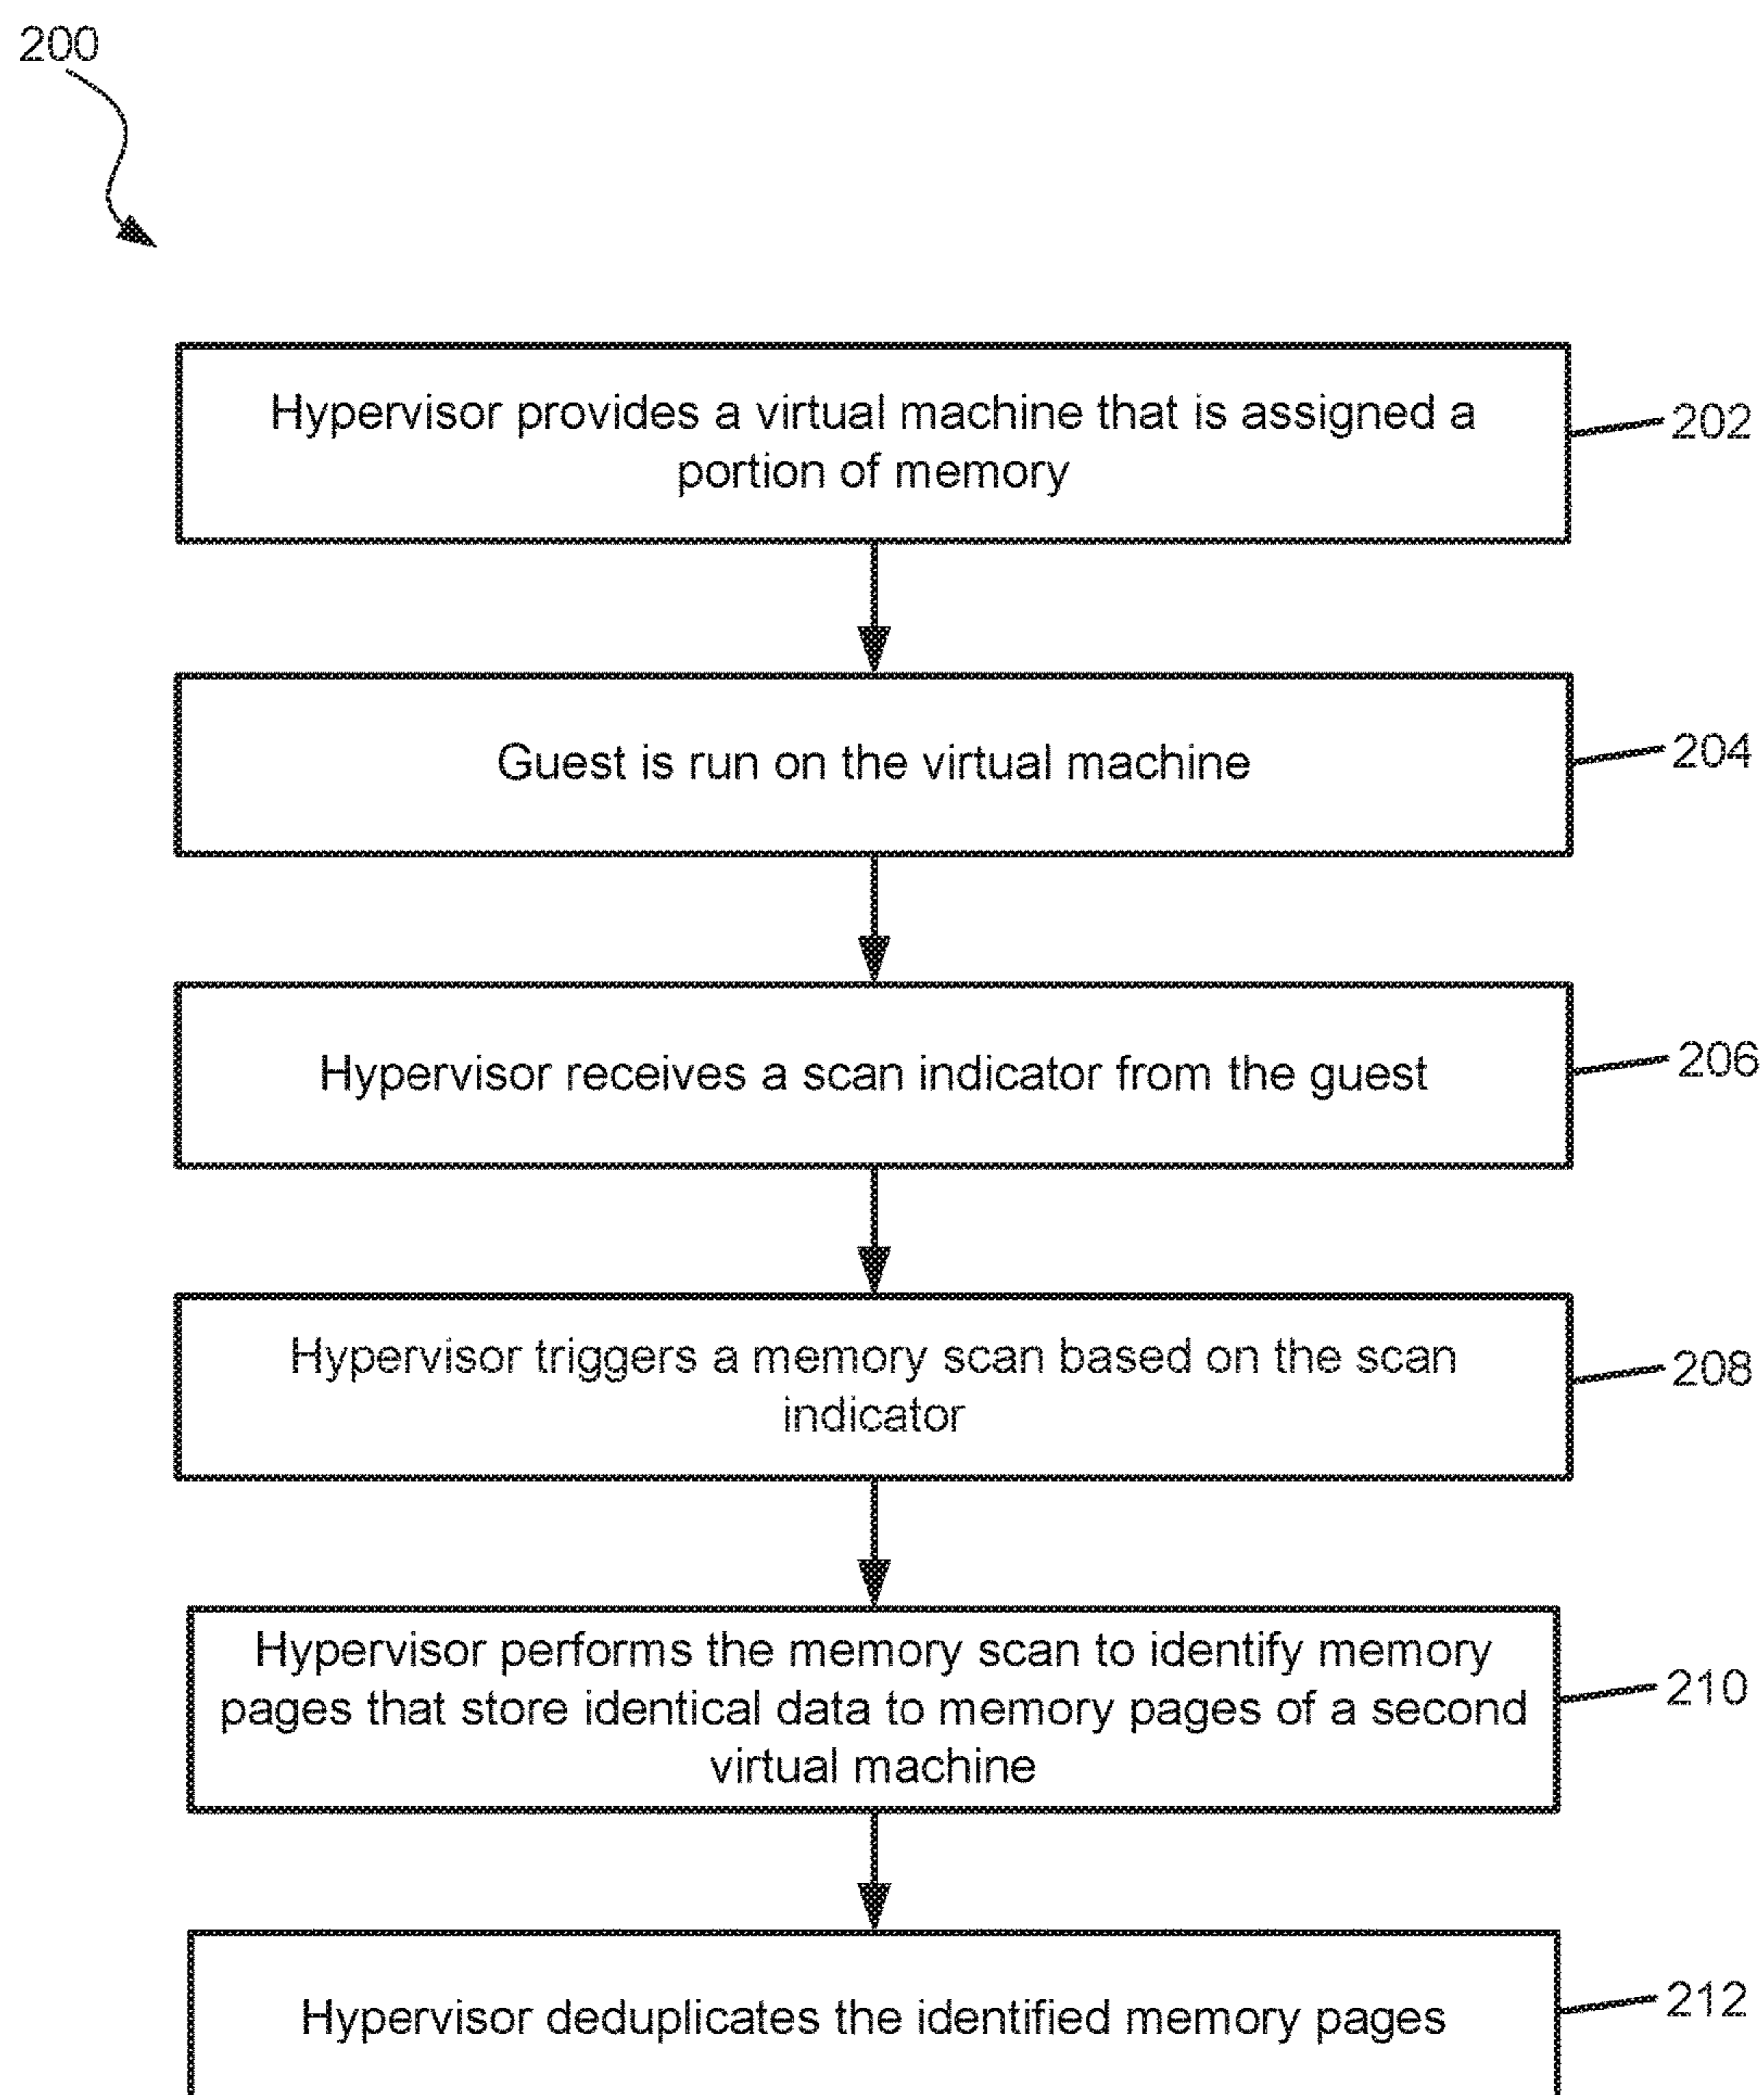 200
Hypervisor provides a virtual machine that is assigned a
portion of memory
202
Guest is run on the virtual machine
204
Hypervisor receives a scan indicator from the guest
206
Hypervisor triggers a memory scan based on the scan
indicator
208
Hypervisor performs the memory scan to identify memory
pages that store identical data to memory pages of a second
virtual machine
210
Hypervisor deduplicates the identified memory pages
212